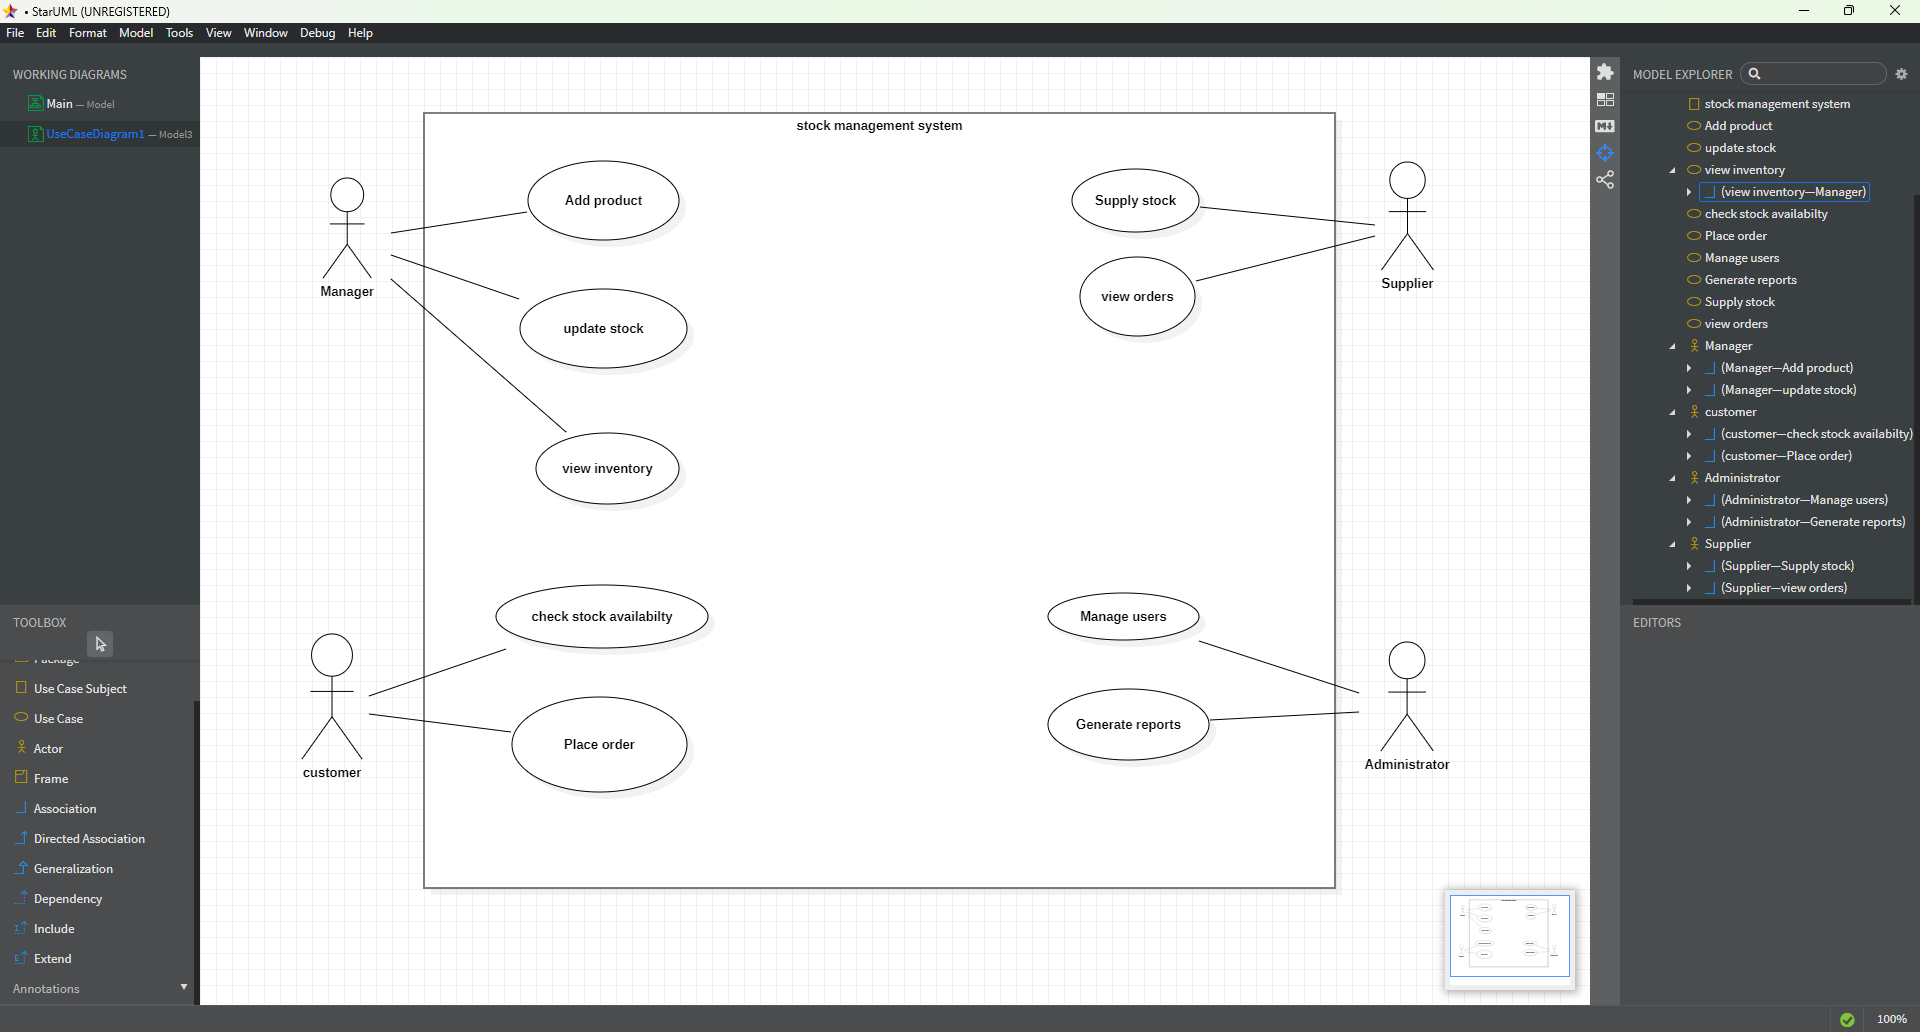 • StarUML (UNREGISTERED)
File Edit Format Model Tools View Window Debug Help
WORKING DIAGRAMS
Main — Model
UseCaseDiagram1 — Model3
TOOLBOX
Package
Use Case Subject
Use Case
Actor
Frame
Association
Directed Association
Generalization
Dependency
Include
Extend
Annotations
stock management system
Add product
Supply stock
Manager
view orders
Supplier
update stock
view inventory
check stock availabilty
Manage users
Place order
Generate reports
customer
Administrator
MODEL EXPLORER
stock management system
Add product
update stock
view inventory
(view inventory—Manager)
check stock availabilty
Place order
Manage users
Generate reports
Supply stock
view orders
Manager
(Manager—Add product)
(Manager—update stock)
customer
(customer—check stock availabilty)
(customer—Place order)
Administrator
(Administrator—Manage users)
(Administrator—Generate reports)
Supplier
(Supplier—Supply stock)
(Supplier—view orders)
EDITORS
100%